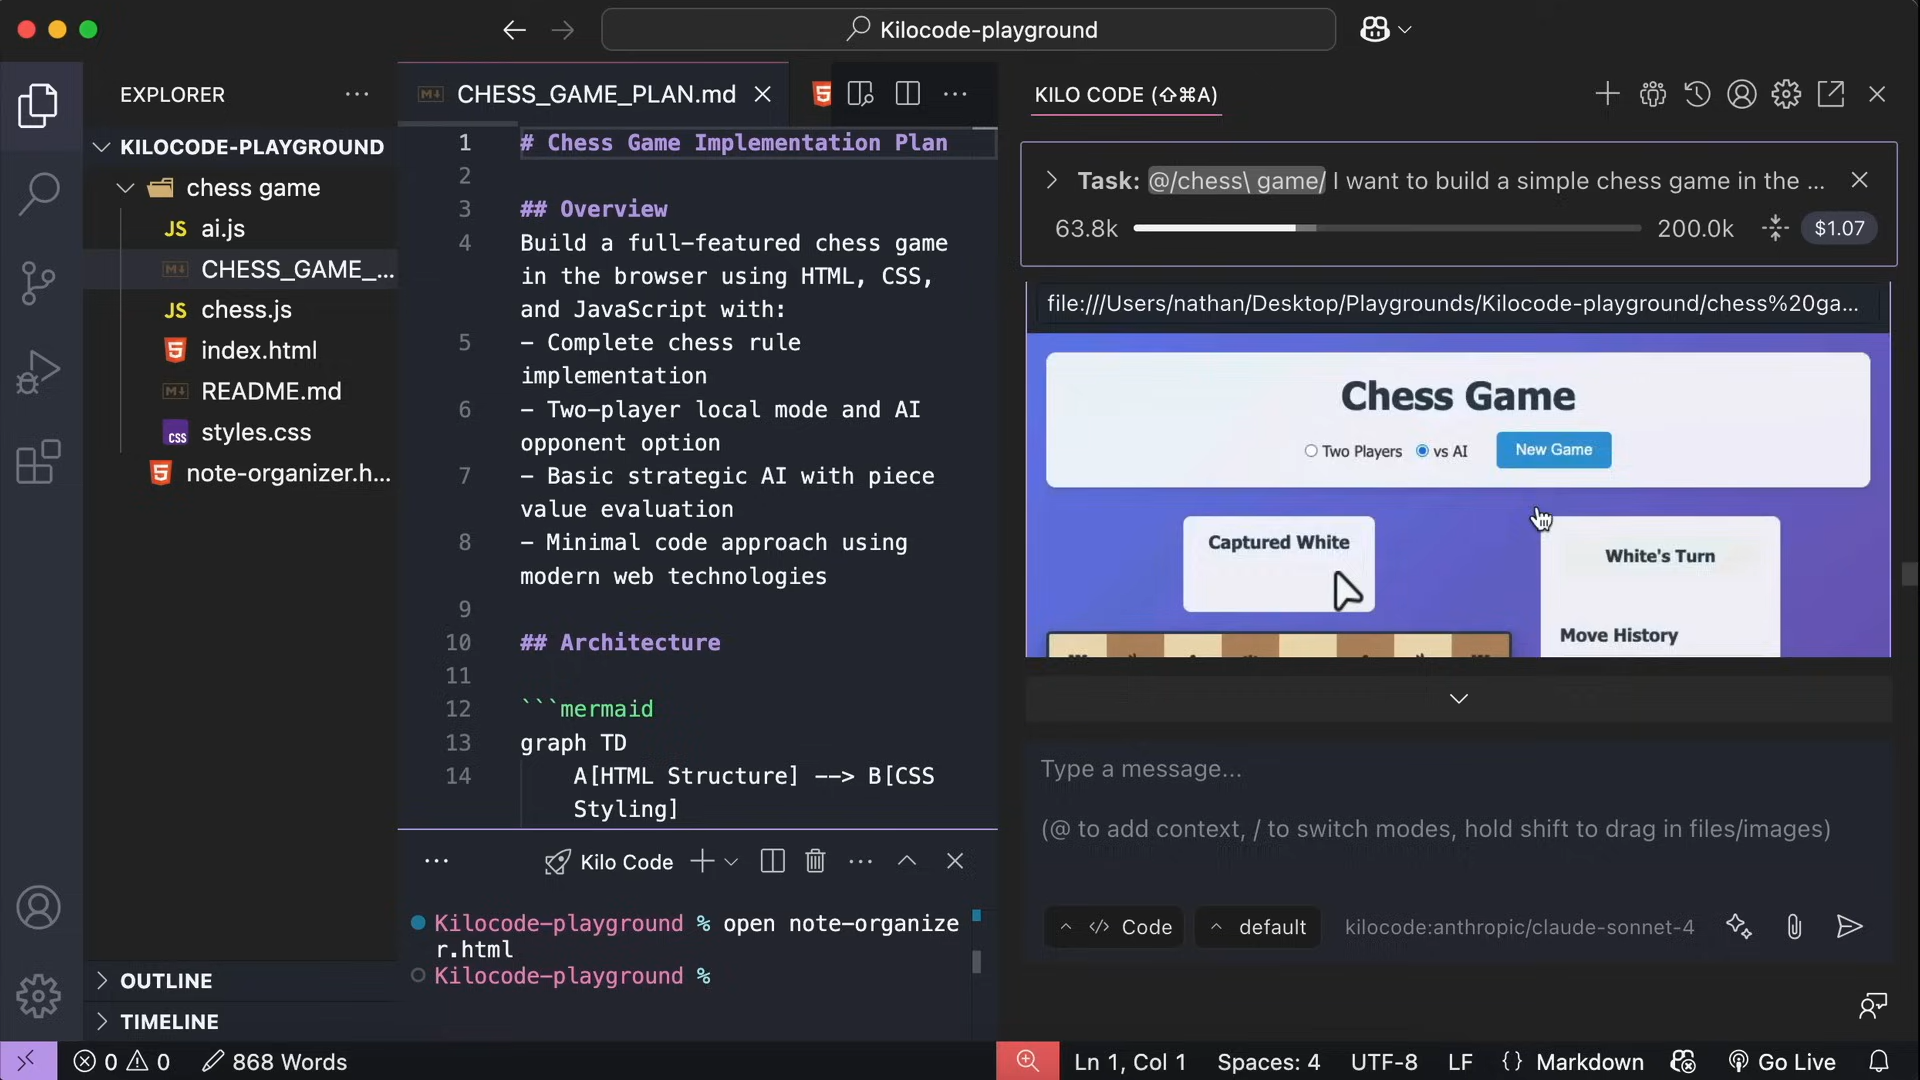 Kilocode-playground
EXPLORER
KILOCODE-PLAYGROUND
chess game
JS ai.js
CHESS_GAME_...
JS chess.js
index.html
README.md
CSS styles.css
note-organizer.h...
OUTLINE
TIMELINE
CHESS_GAME_PLAN.md
1 # Chess Game Implementation Plan
2
3 ## Overview
4 Build a full-featured chess game
in the browser using HTML, CSS,
and JavaScript with:
5 - Complete chess rule
implementation
6 - Two-player local mode and AI
opponent option
7 - Basic strategic AI with piece
value evaluation
8 - Minimal code approach using
modern web technologies
9
10 ## Architecture
11
12 ```mermaid
13 graph TD
14 A[HTML Structree] --> B[CSS
Styling]
Kilo Code
Kilocode-playground % open note-organize
r.html
Kilocode-playground %
KILO CODE (⇧⌘A)
Task: @/chess\ game/ I want to build a simple chess game in the ...
63.8k 200.0k $1.07
file:///Users/nathan/Desktop/Playgrounds/Kilocode-playground/chess%20ga...
Chess Game
Two Players vs AI New Game
Captured White
White's Turn
Move History
Type a message...
(@ to add context, / to switch modes, hold shift to drag in files/images)
</> Code default kilocode:anthropic/claude-sonnet-4
0 0 868 Words Ln 1, Col 1 Spaces: 4 UTF-8 LF {} Markdown Go Live